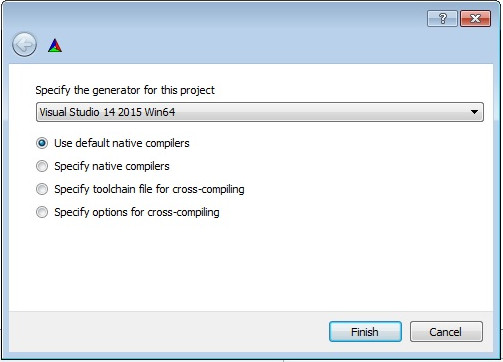 Specify the generator for this project
Visual Studio 14 2015 Win64
Use default native compilers
Specify native compilers
Specify toolchain file for cross-compiling
Specify options for cross-compiling
Finish Cancel